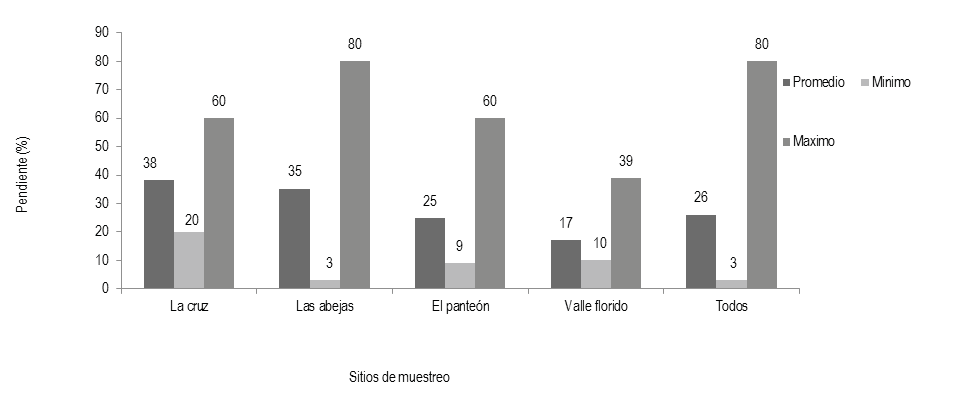 90
80
70
60
50
40
30
20
10
0
Pendiente (%)
38
20
60
35
3
80
25
9
60
17
10
39
26
3
80
La cruz
Las abejas
El panteón
Valle florido
Todos
Sitios de muestreo
Promedio
Minimo
Maximo